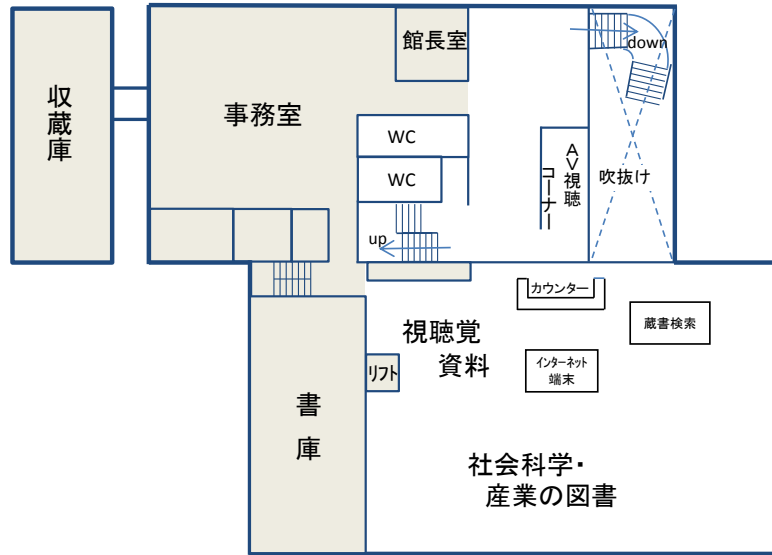 館長室
down
収蔵庫
事務室
WC
AV視聴
コーナー
吹抜け
WC
up
カウンター
蔵書検索
視聴覚
資料
リフト
インターネット
端末
書庫
社会科学・
産業の図書